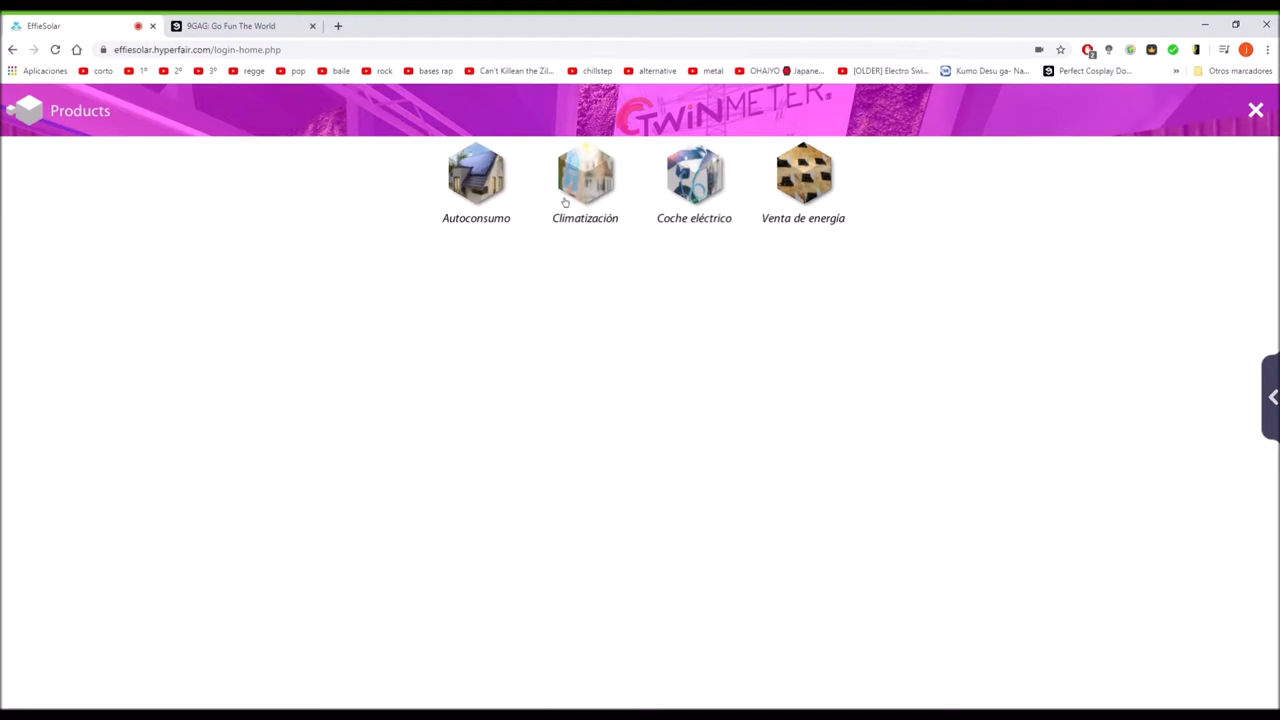 EffieSolar
9GAG: Go Fun The World
effiesolar.hyperfair.com/login-home.php
2
j
Aplicaciones corto 1º 2º 3º regge pop baile rock bases rap Can't Killean the Zil... chillstep alternative metal OHAIYO Japane... [OLDER] Electro Swi... Kumo Desu ga- Na... Perfect Cosplay Do... » Otros marcadores
Products
TWINMETER
Autoconsumo Climatización Coche eléctrico Venta de energía